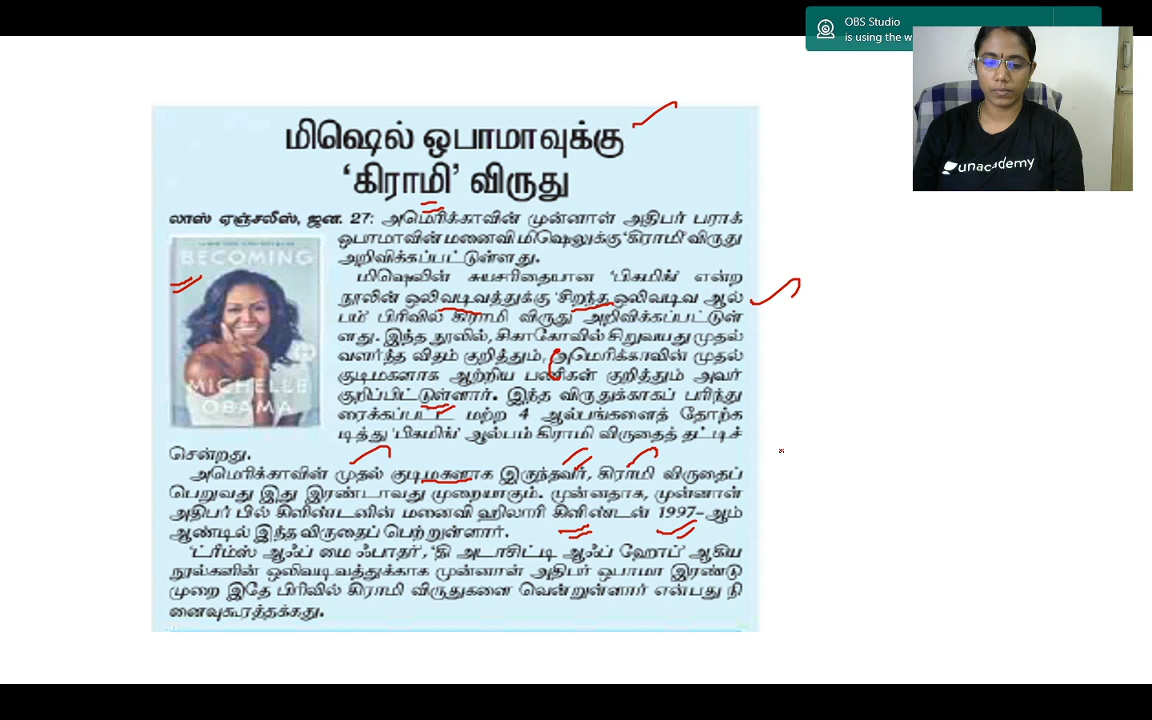 OBS Studio
is using the w
unacademy
மிஷெல் ஒபாமாவுக்கு
‘கிராமி’ விருது
லாஸ் ஏஞ்சலீஸ், ஜன. 27: அமெரிக்காவின் முன்னாள் அதிபர் பராக்
ஒபாமாவின் மனைவி மிஷெலுக்கு ‘கிராமி’ விருது
அறிவிக்கப்பட்டுள்ளது.
மிஷெலின் சுயசரிதையான ‘பிகமிங்’ என்ற
நூலின் ஒலிவடிவத்துக்கு ‘சிறந்த ஒலிவடிவ ஆல்
பம்’ பிரிவில் கிராமி விருது அறிவிக்கப்பட்டுள்
ளது. இந்த நூலில், சிகாகோவில் சிறுவயது முதல்
வளர்ந்த விதம் குறித்தும், அமெரிக்காவின் முதல்
குடிமகளாக ஆற்றிய பணிகள் குறித்தும் அவர்
குறிப்பிட்டுள்ளார். இந்த விருதுக்காகப் பரிந்து
ரைக்கப்பட்ட மற்ற 4 ஆல்பங்களைத் தோற்க
டித்து ‘பிகமிங்’ ஆல்பம் கிராமி விருதைத் தட்டிச்
சென்றது.
அமெரிக்காவின் முதல் குடிமகளாக இருந்தவர், கிராமி விருதைப்
பெறுவது இது இரண்டாவது முறையாகும். முன்னதாக, முன்னாள்
அதிபர் பில் கிளிண்டனின் மனைவி ஹிலாரி கிளிண்டன் 1997-ஆம்
ஆண்டில் இந்த விருதைப் பெற்றுள்ளார்.
‘ட்ரீம்ஸ் ஆஃப் மை ஃபாதர்’, ‘தி அடாசிட்டி ஆஃப் ஹோப்’ ஆகிய
நூல்களின் ஒலிவடிவத்துக்காக முன்னாள் அதிபர் ஒபாமா இரண்டு
முறை இதே பிரிவில் கிராமி விருதுகளை வென்றுள்ளார் என்பது நி
னைவுகூரத்தக்கது.
BECOMING
MICHELLE
OBAMA